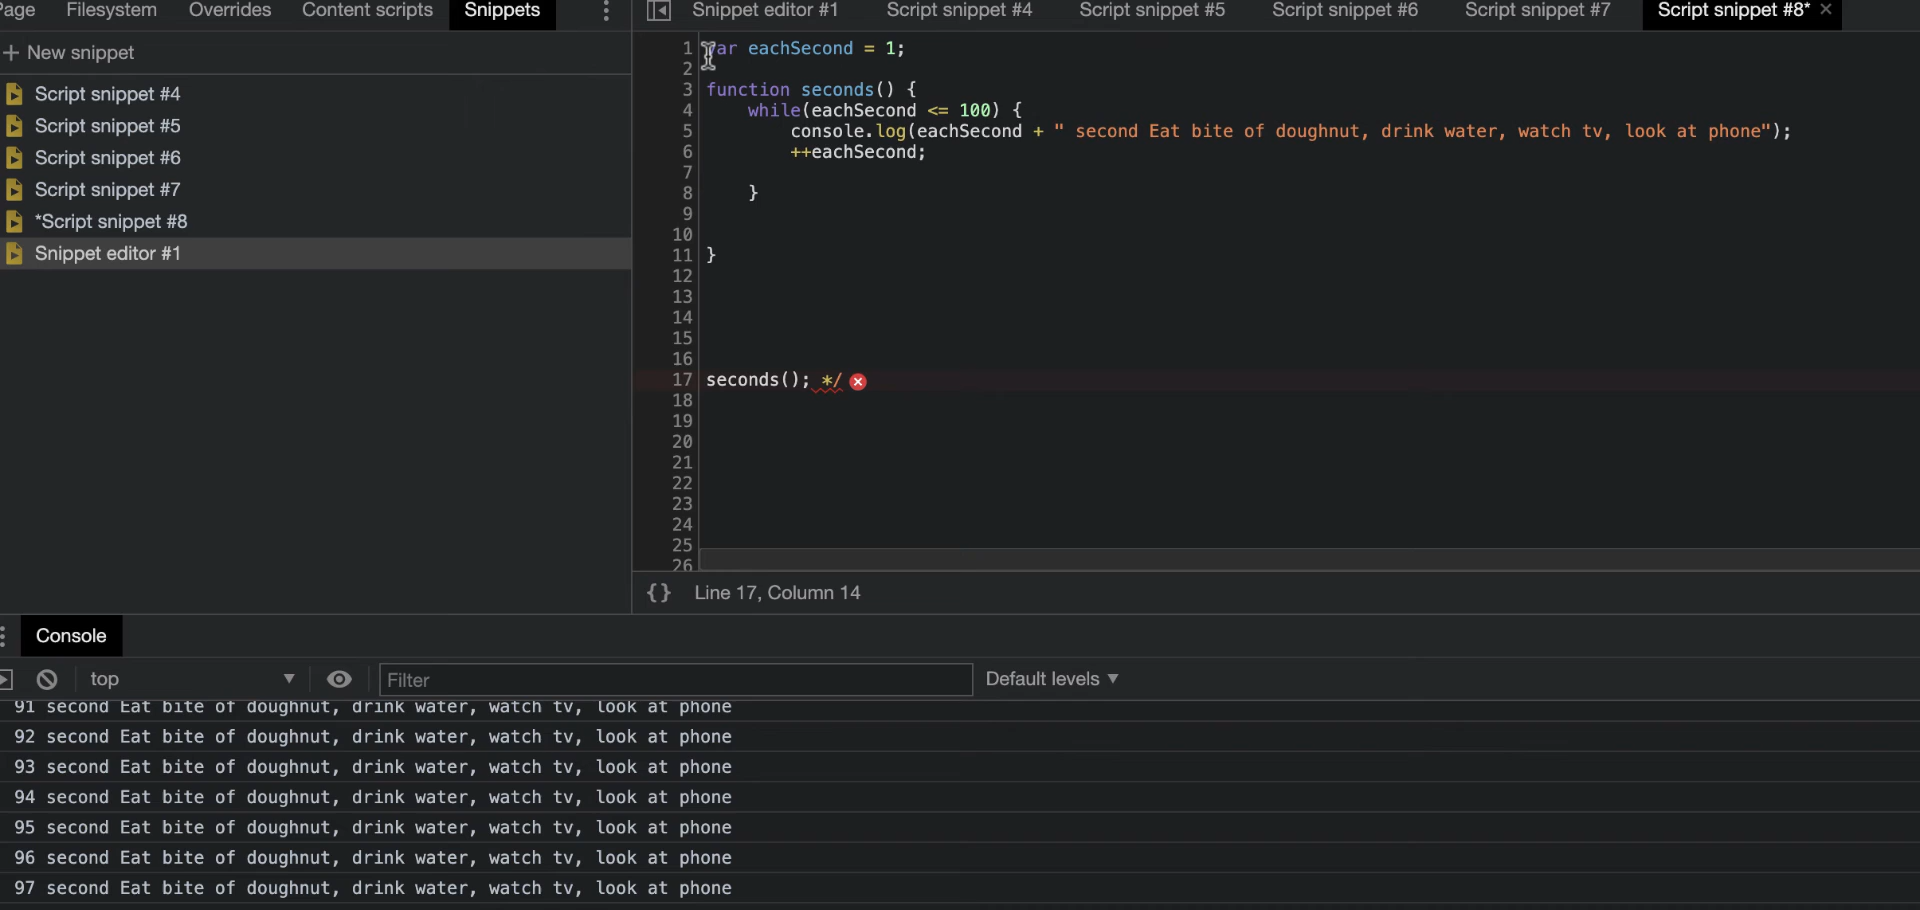 Page Filesystem Overrides Content scripts Snippets
Snippet editor #1 Script snippet #4 Script snippet #5 Script snippet #6 Script snippet #7 Script snippet #8* ×
+ New snippet
Script snippet #4
Script snippet #5
Script snippet #6
Script snippet #7
*Script snippet #8
Snippet editor #1
1 var eachSecond = 1;
2
3 function seconds() {
4 while(eachSecond <= 100) {
5 console.log(eachSecond + " second Eat bite of doughnut, drink water, watch tv, look at phone");
6 ++eachSecond;
7
8 }
9
10
11 }
12
13
14
15
16
17 seconds(); */
18
19
20
21
22
23
24
25
26
{} Line 17, Column 14
Console
top Filter Default levels
91 second Eat bite of doughnut, drink water, watch tv, look at phone
92 second Eat bite of doughnut, drink water, watch tv, look at phone
93 second Eat bite of doughnut, drink water, watch tv, look at phone
94 second Eat bite of doughnut, drink water, watch tv, look at phone
95 second Eat bite of doughnut, drink water, watch tv, look at phone
96 second Eat bite of doughnut, drink water, watch tv, look at phone
97 second Eat bite of doughnut, drink water, watch tv, look at phone